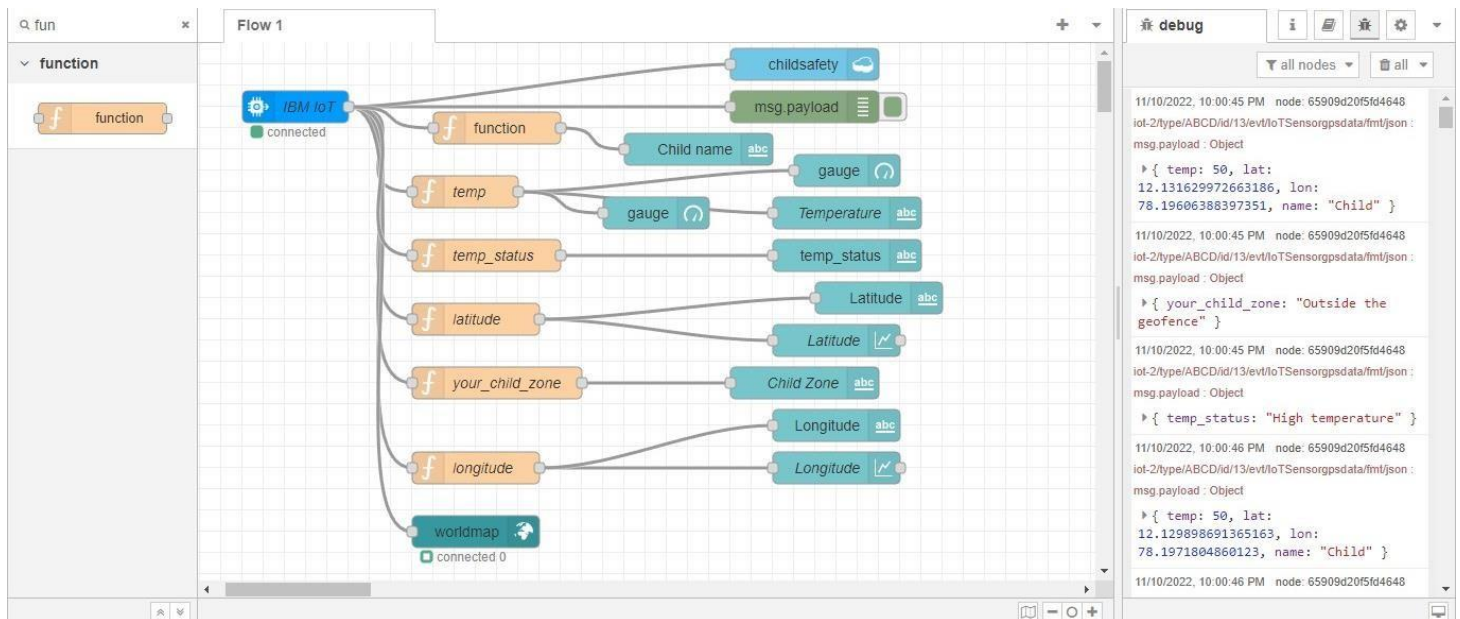 fun
function
function
Flow 1
IBM IoT
connected
childsafety
msg.payload
function
Child name abc
gauge
temp
gauge
Temperature abc
temp_status
temp_status abc
Latitude abc
latitude
Latitude
your_child_zone
Child Zone abc
Longitude abc
longitude
Longitude
worldmap
connected 0
debug
i
all nodes
all
11/10/2022, 10:00:45 PM node: 65909d20f5fd4648
iot-2/type/ABCD/id/13/evt/IoTSensorgpsdata/fmt/json :
msg.payload : Object
{ temp: 50, lat:
12.131629972663186, lon:
78.19606388397351, name: "Child" }
11/10/2022, 10:00:45 PM node: 65909d20f5fd4648
iot-2/type/ABCD/id/13/evt/IoTSensorgpsdata/fmt/json :
msg.payload : Object
{ your_child_zone: "Outside the
geofence" }
11/10/2022, 10:00:45 PM node: 65909d20f5fd4648
iot-2/type/ABCD/id/13/evt/IoTSensorgpsdata/fmt/json :
msg.payload : Object
{ temp_status: "High temperature" }
11/10/2022, 10:00:46 PM node: 65909d20f5fd4648
iot-2/type/ABCD/id/13/evt/IoTSensorgpsdata/fmt/json :
msg.payload : Object
{ temp: 50, lat:
12.129898691365163, lon:
78.1971804860123, name: "Child" }
11/10/2022, 10:00:46 PM node: 65909d20f5fd4648